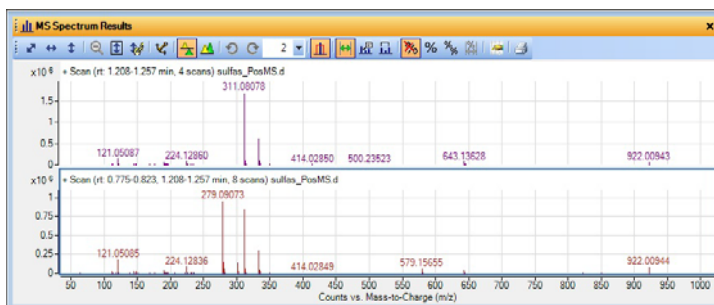 MS Spectrum Results
2
x10 6
+ Scan (rt: 1.208-1.257 min, 4 scans) sulfas_PosMS.d
311.08078
1.5
1
0.5
0
121.05087 224.12860 414.02850 500.23523 643.13628 922.00943
x10 6
+ Scan (rt: 0.775-0.823, 1.208-1.257 min, 8 scans) sulfas_PosMS.d
279.09073
1
0.75
0.5
0.25
0
121.05085 224.12836 414.02849 579.15655 922.00944
50 100 150 200 250 300 350 400 450 500 550 600 650 700 750 800 850 900 950 1000
Counts vs. Mass-to-Charge (m/z)